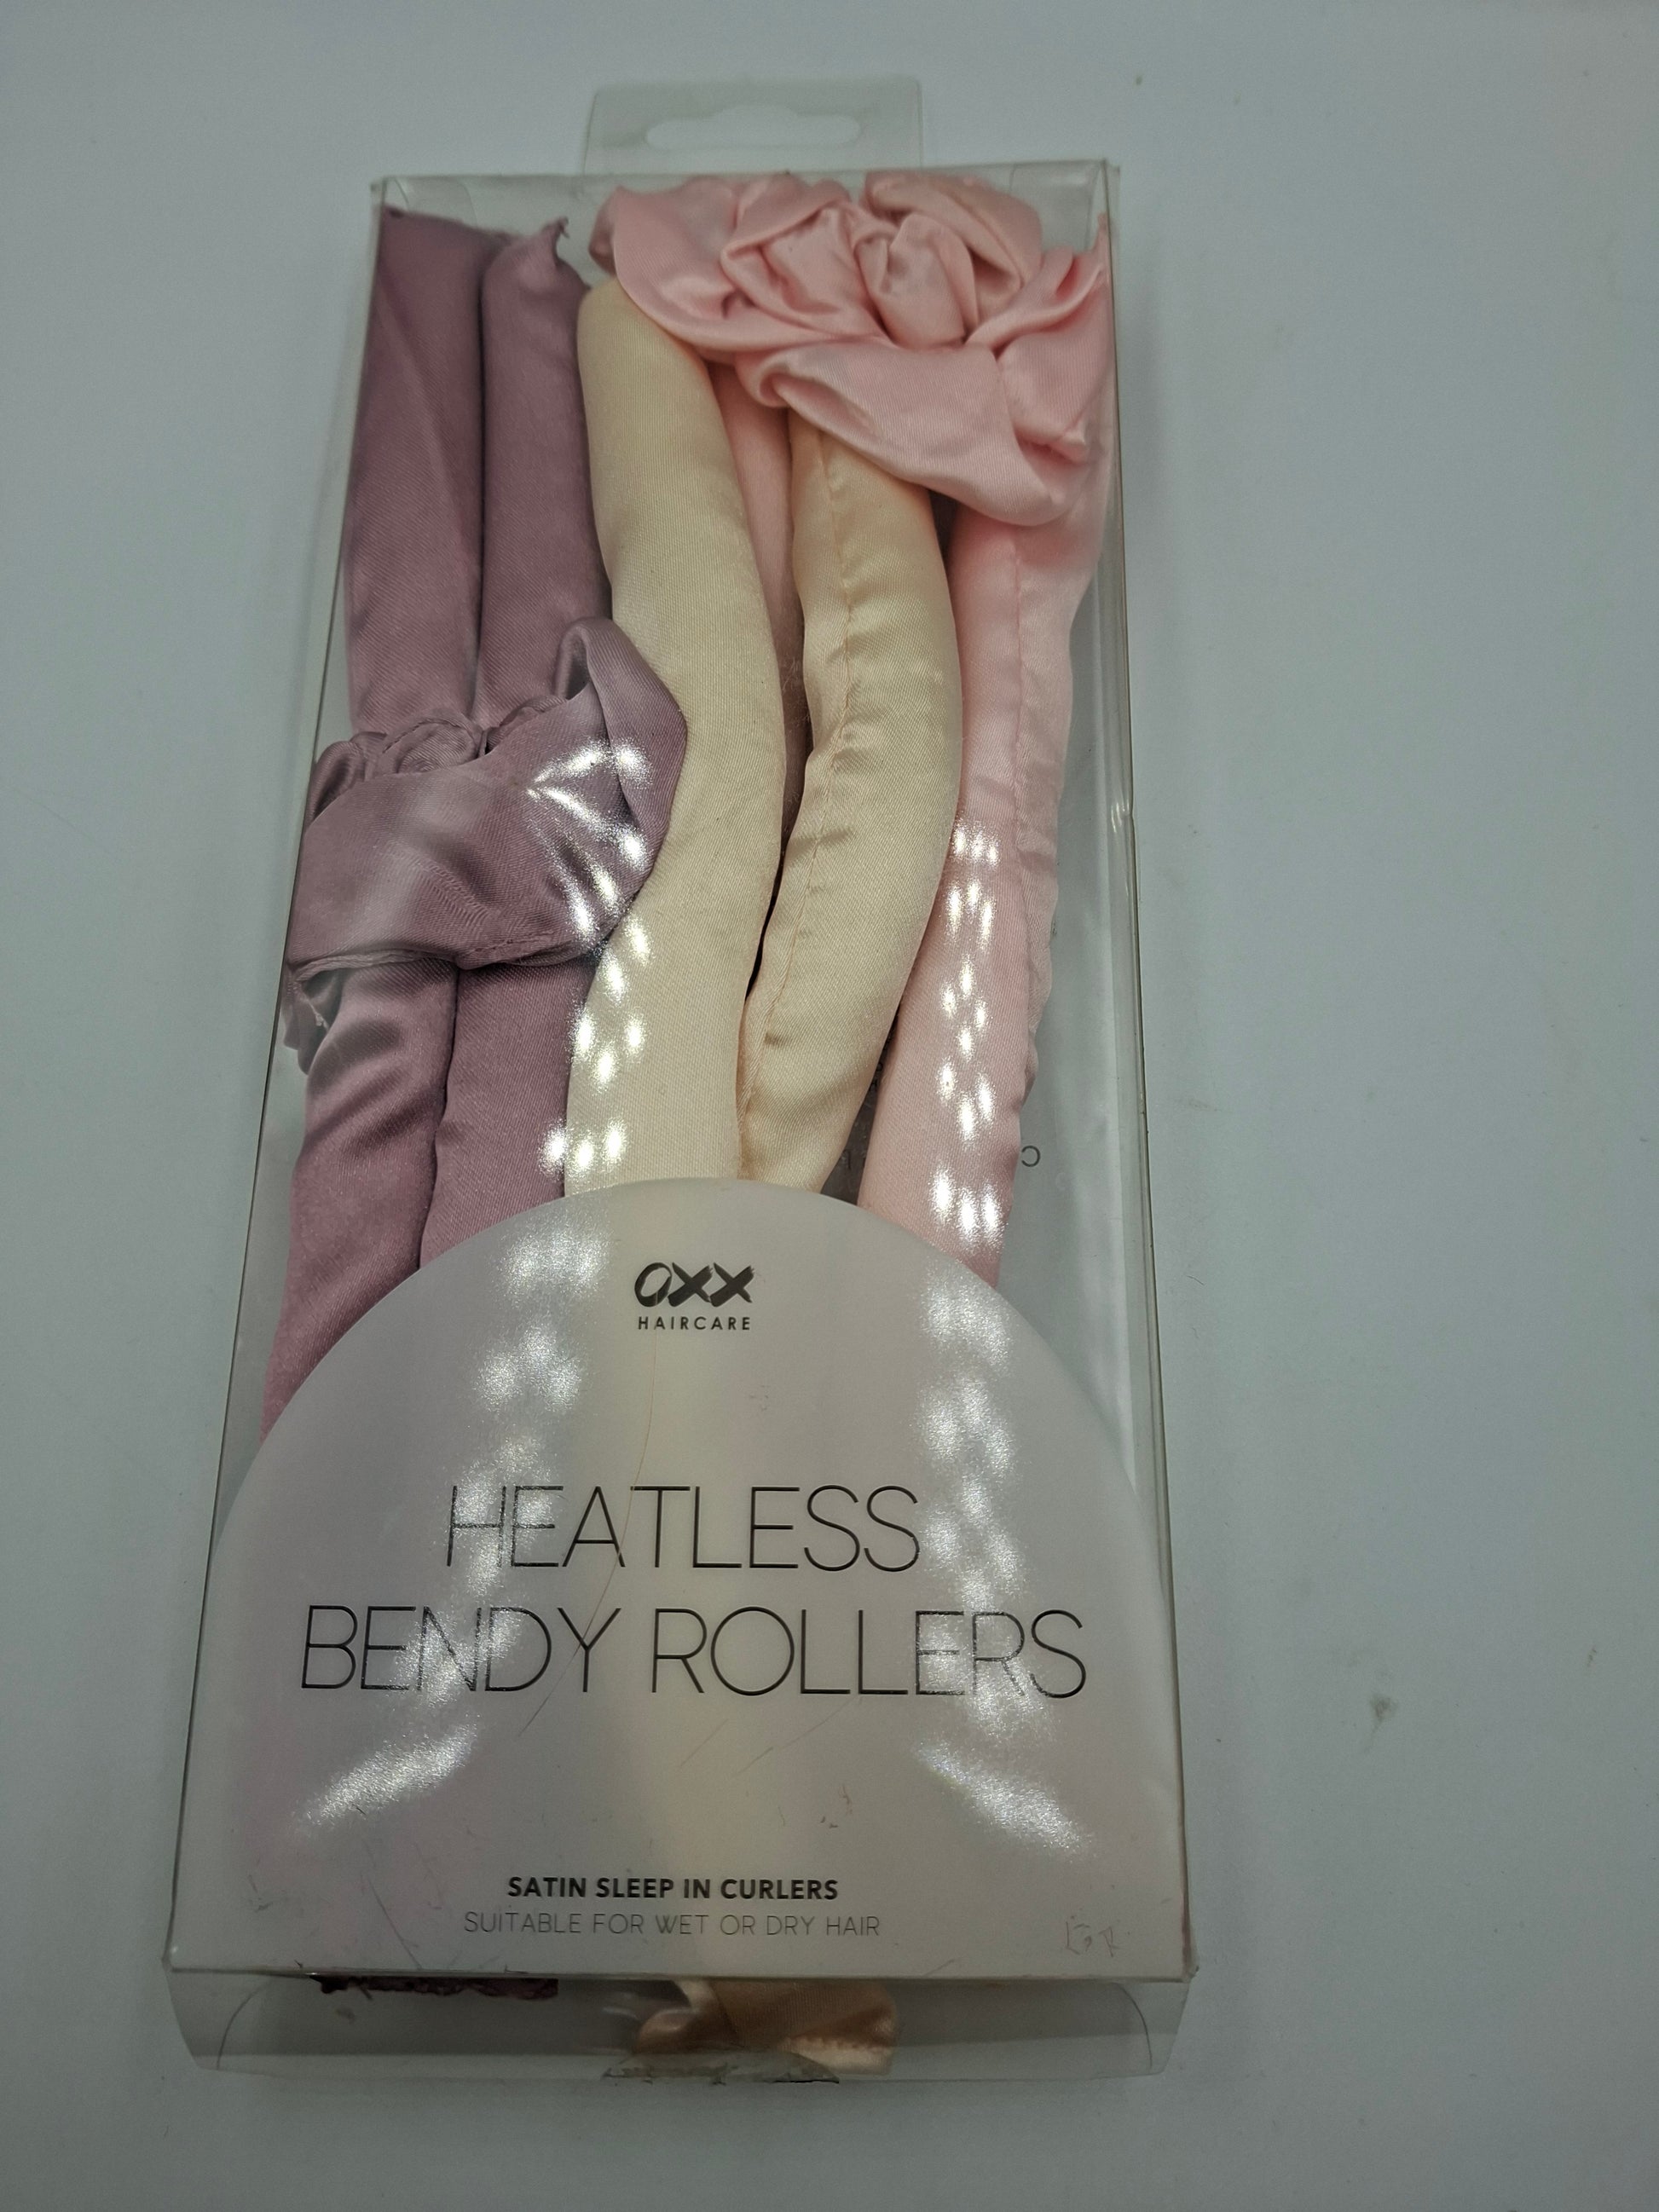 OXX
HAIRCARE
HEATLESS
BENDY ROLLERS
SATIN SLEEP IN CURLERS
SUITABLE FOR WET OR DRY HAIR